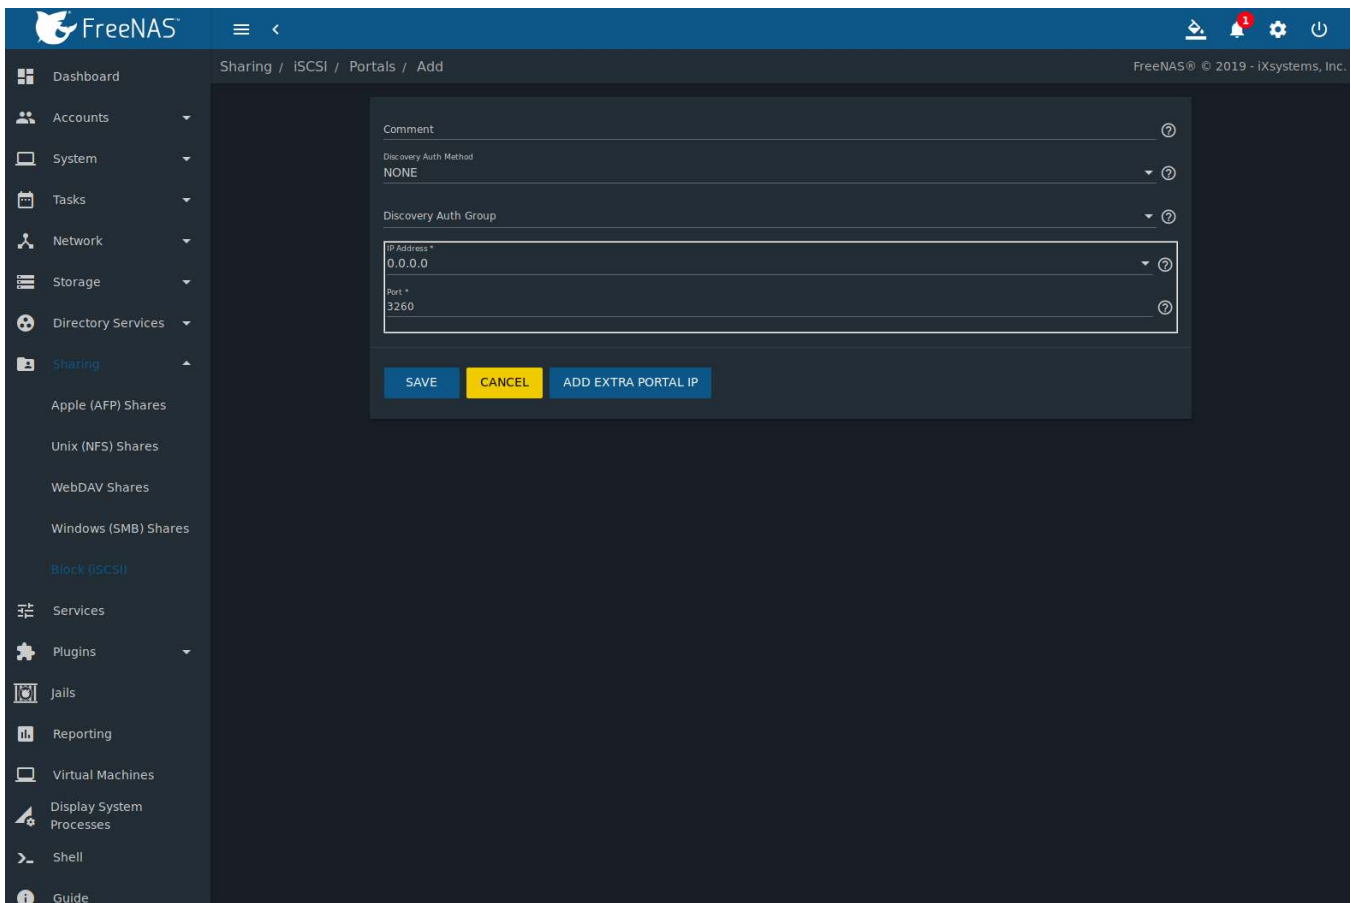 FreeNAS
1
Sharing / iSCSI / Portals / Add
FreeNAS® © 2019 - iXsystems, Inc.
Dashboard
Accounts
System
Tasks
Network
Storage
Directory Services
Sharing
Apple (AFP) Shares
Unix (NFS) Shares
WebDAV Shares
Windows (SMB) Shares
Block (iSCSI)
Services
Plugins
Jails
Reporting
Virtual Machines
Display System
Processes
Shell
Guide
Comment
Discovery Auth Method
NONE
Discovery Auth Group
IP Address *
0.0.0.0
Port *
3260
SAVE
CANCEL
ADD EXTRA PORTAL IP